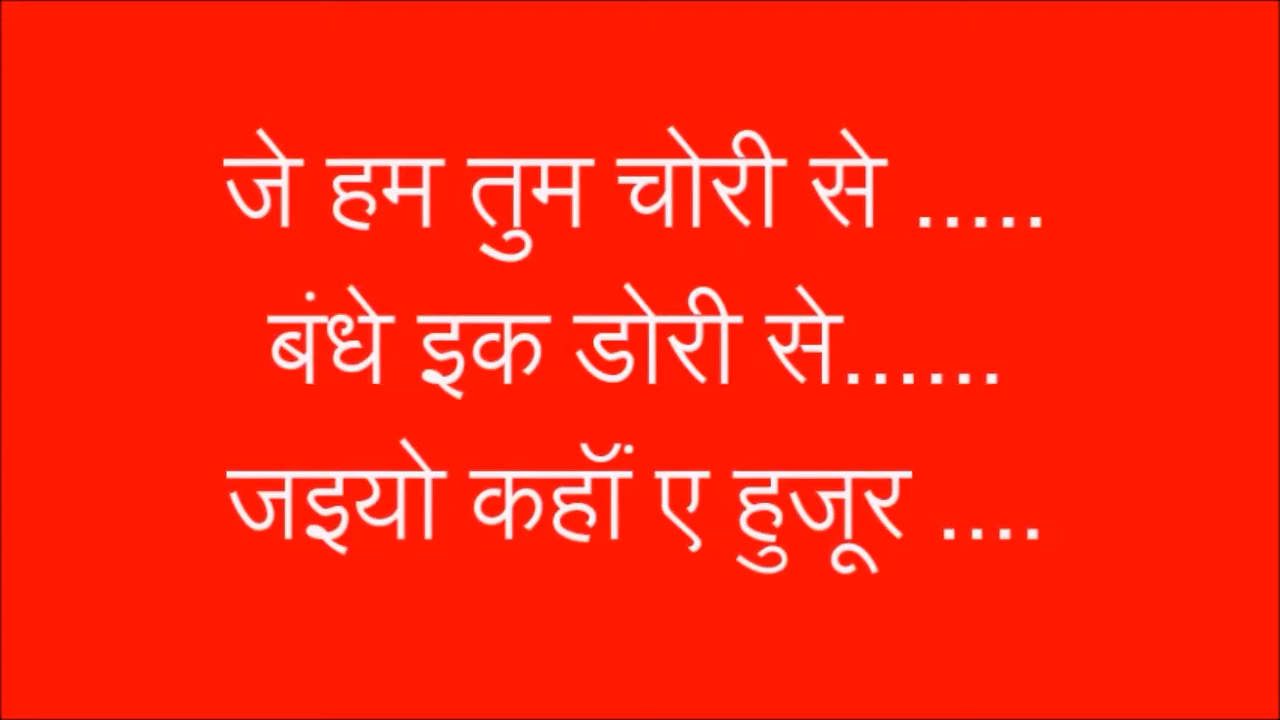 जे हम तुम चोरी से .....
बंधे इक डोरी से......
जइयो कहॉं ए हुजूर ....